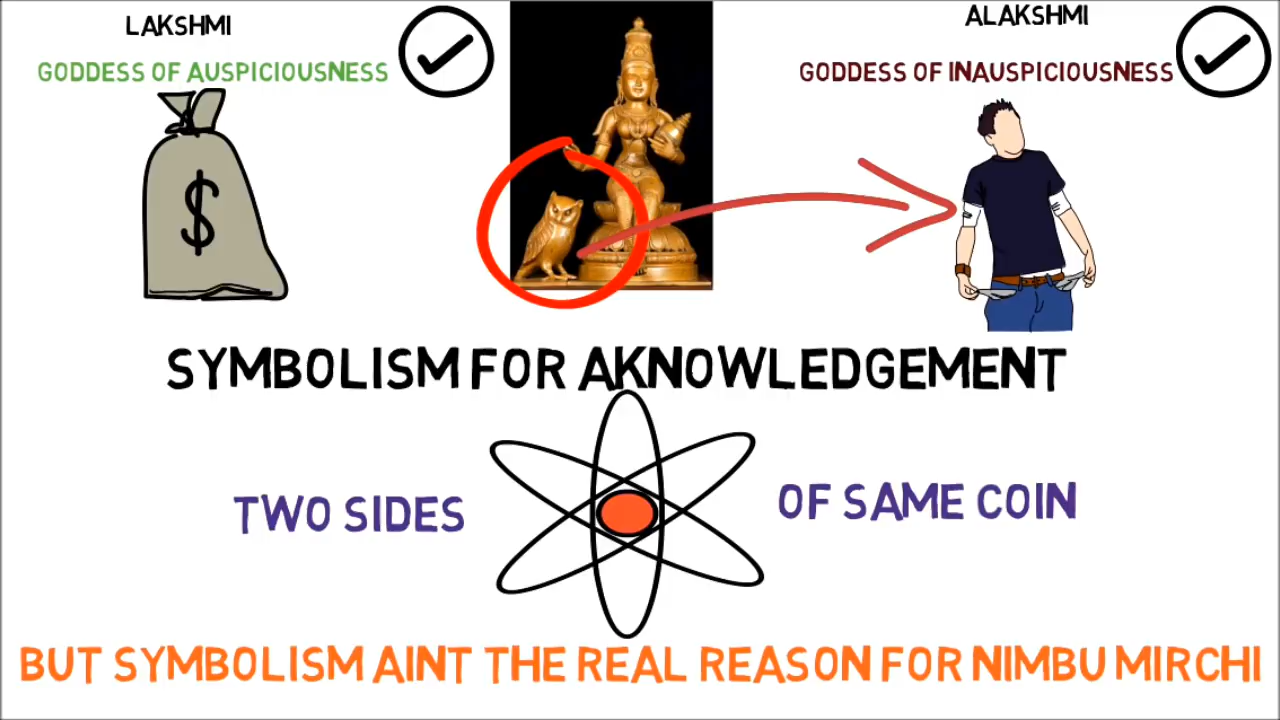 LAKSHMI
GODDESS OF AUSPICIOUSNESS
$
ALAKSHMI
GODDESS OF INAUSPICIOUSNESS
SYMBOLISM FOR AKNOWLEDGEMENT
TWO SIDES
OF SAME COIN
BUT SYMBOLISM AINT THE REAL REASON FOR NIMBU MIRCHI